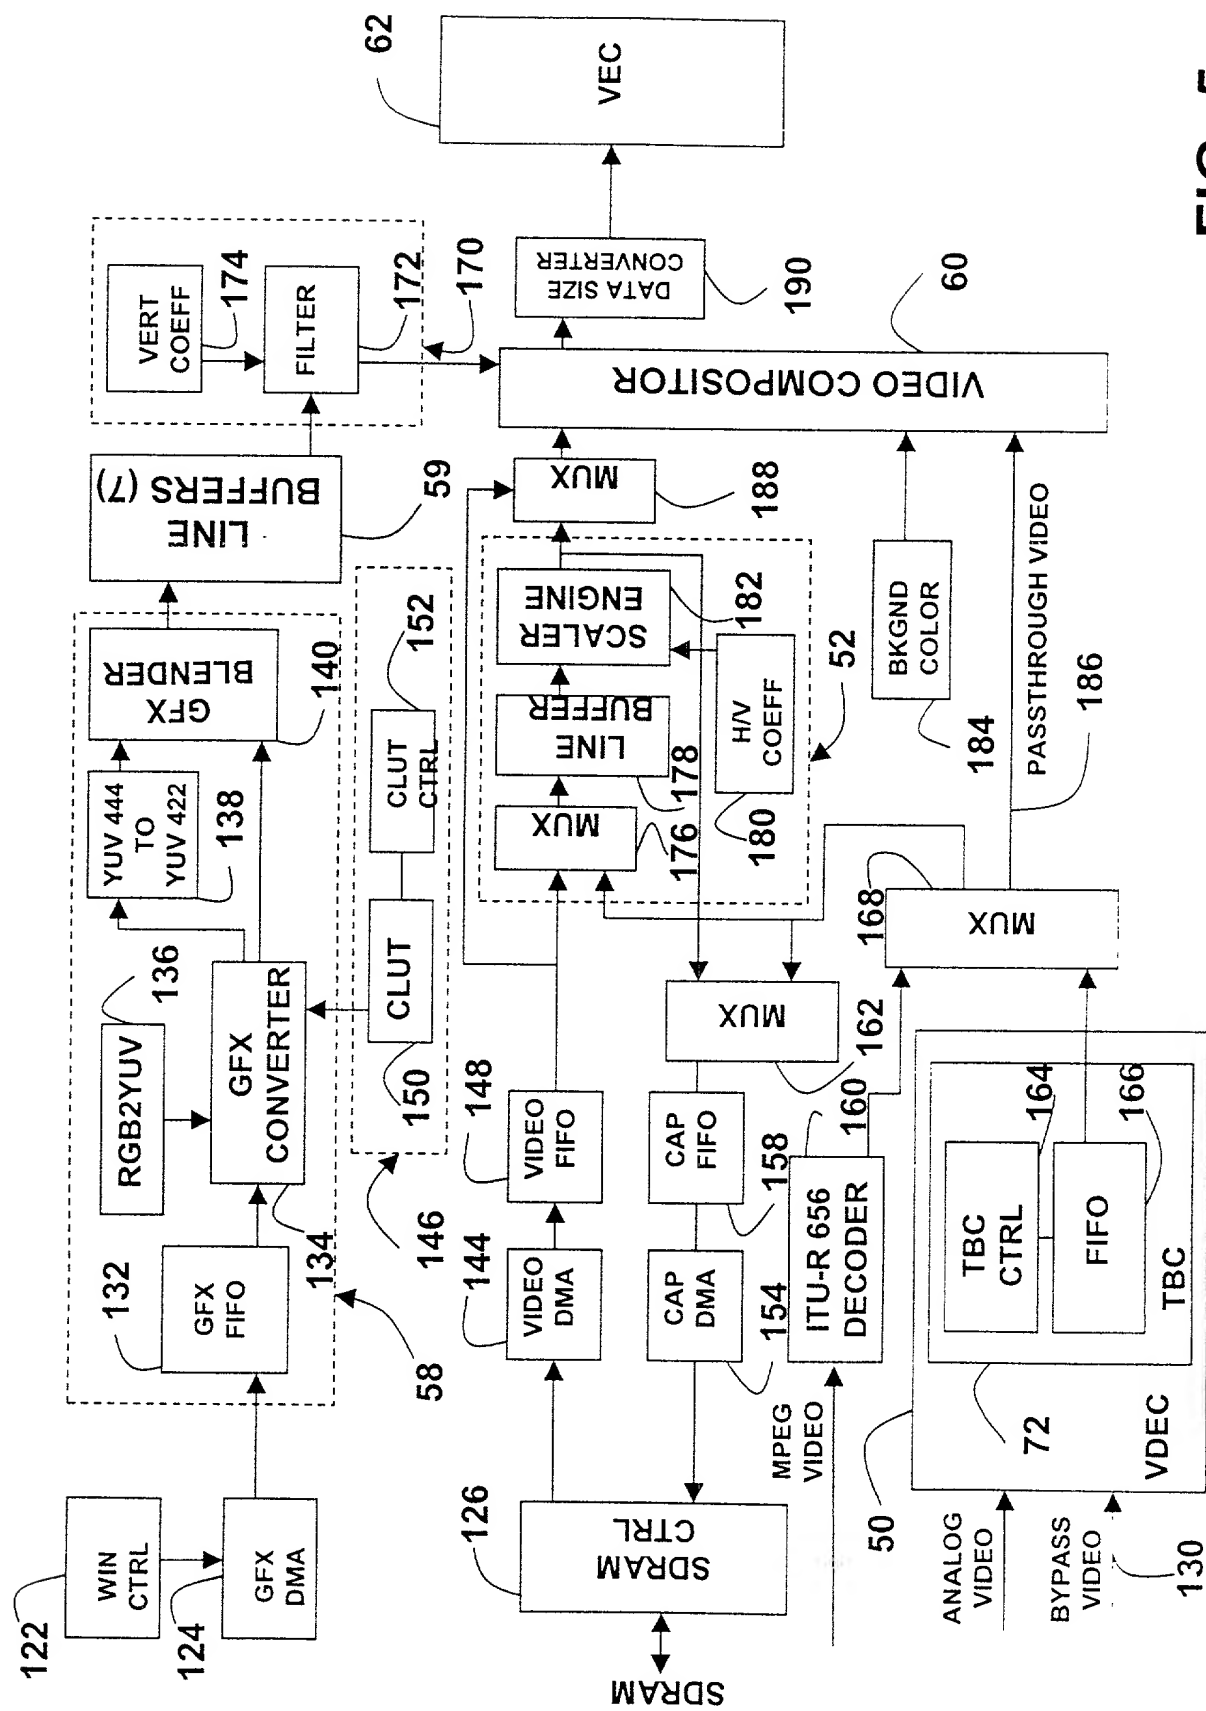 122
WIN
CTRL
124
GFX
DMA
132
GFX
FIFO
RGB2YUV
136
GFX
CONVERTER
134
YUV 444
TO
YUV 422
138
GFX
BLENDER
140
58
LINE
BUFFERS (7)
59
VERT
COEFF
174
FILTER
172
170
CLUT
150
CLUT
CTRL
152
146
SDRAM
SDRAM
CTRL
126
144
VIDEO
DMA
148
VIDEO
FIFO
CAP
DMA
154
CAP
FIFO
158
MUX
162
MUX
176
LINE
BUFFER
178
SCALER
ENGINE
182
H/V
COEFF
180
52
MUX
188
VIDEO COMPOSITOR
60
DATA SIZE
CONVERTER
190
VEC
62
BKGND
COLOR
184
PASSTHROUGH VIDEO
186
MUX
168
MPEG
VIDEO
ITU-R 656
DECODER
160
50
ANALOG
VIDEO
BYPASS
VIDEO
130
VDEC
72
TBC
TBC
CTRL
164
FIFO
166